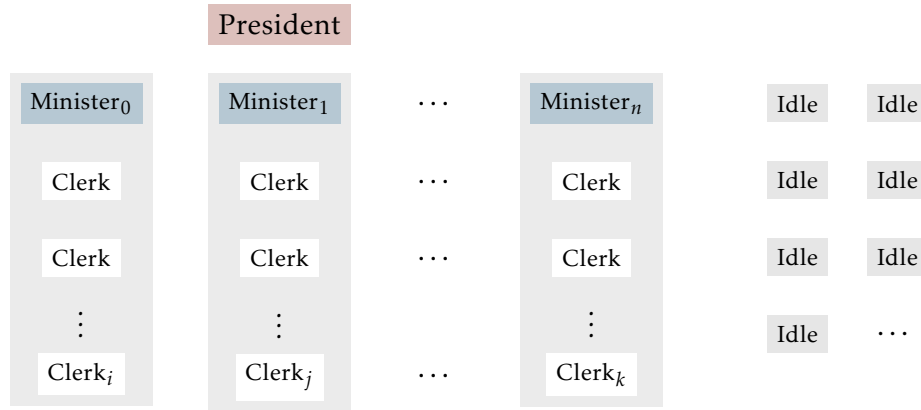 President
Minister₀ Minister₁ ⋯ Ministerₙ Idle Idle
Clerk Clerk ⋯ Clerk Idle Idle
Clerk Clerk ⋯ Clerk Idle Idle
⋮ ⋮ ⋮ Idle ⋯
Clerkᵢ Clerkⱼ ⋯ Clerkₖ